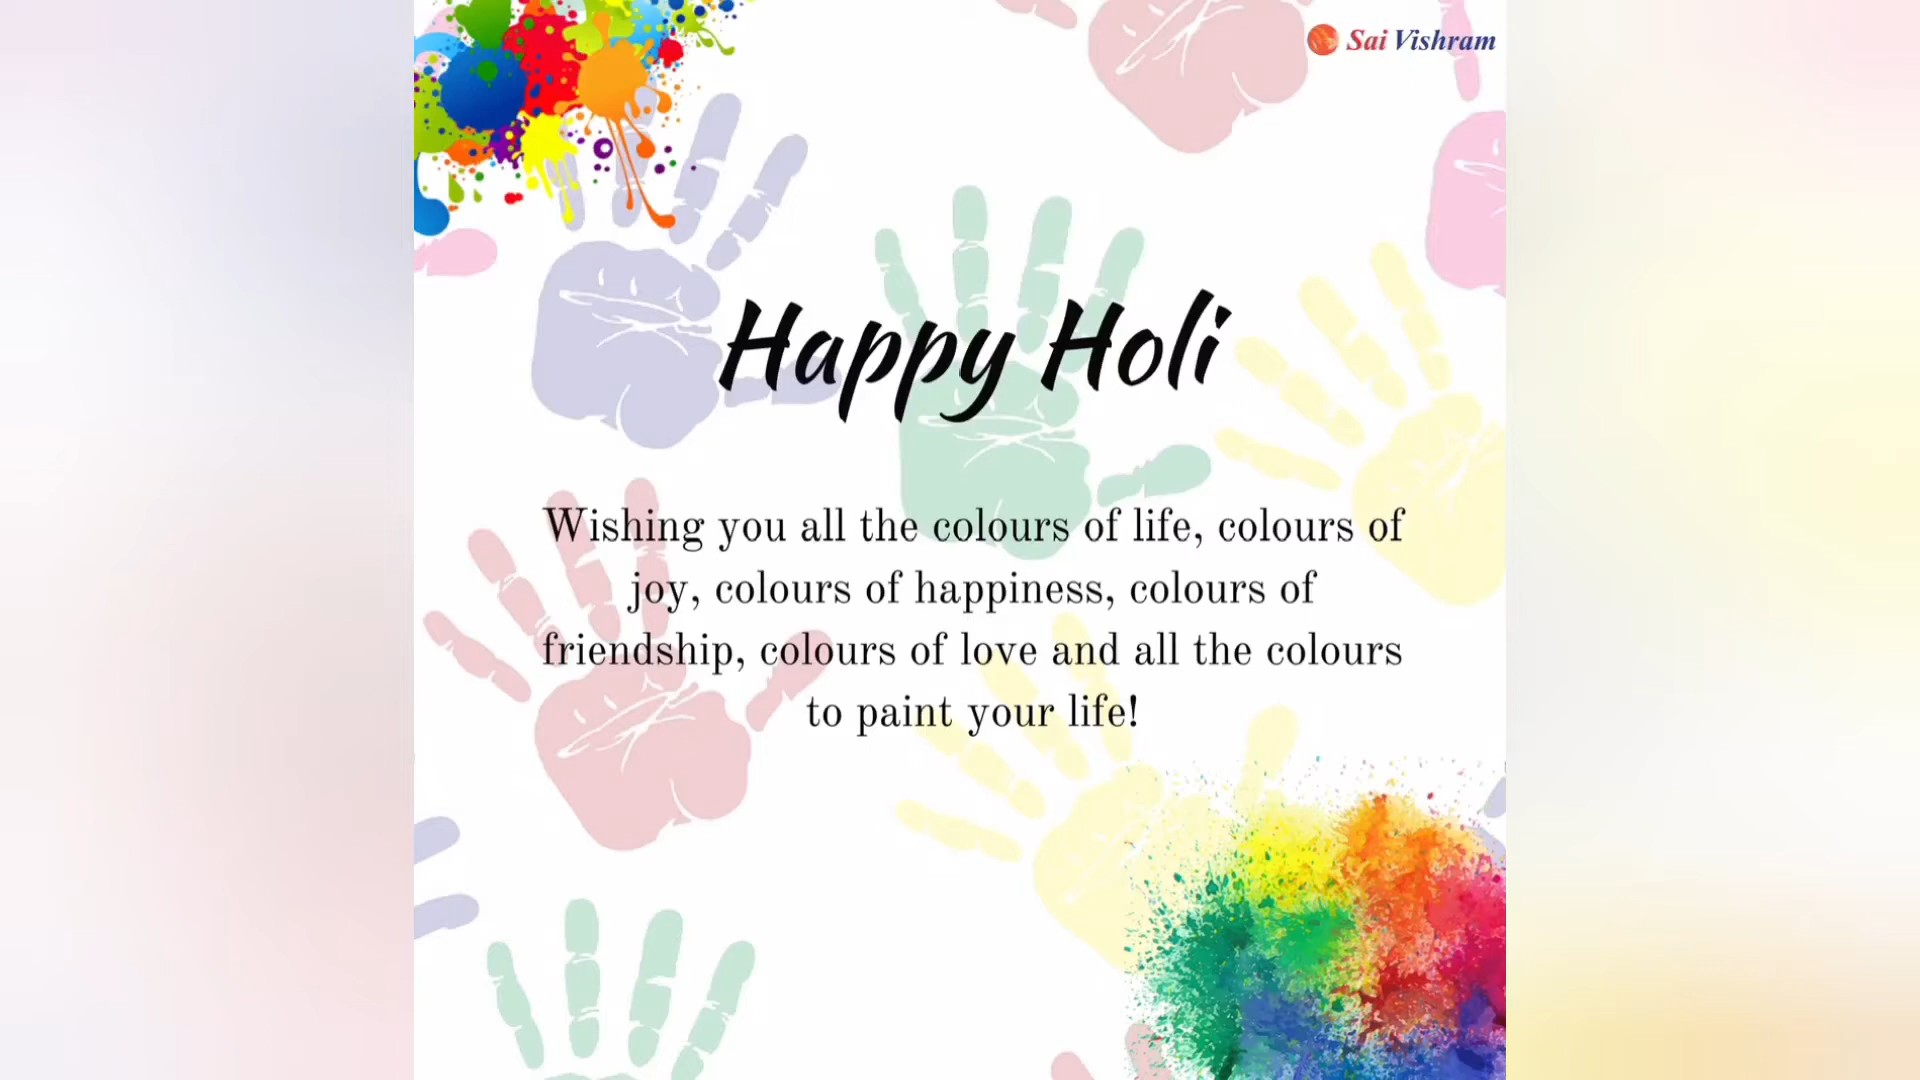 Sai Vishram
Happy Holi
Wishing you all the colours of life, colours of
joy, colours of happiness, colours of
friendship, colours of love and all the colours
to paint your life!